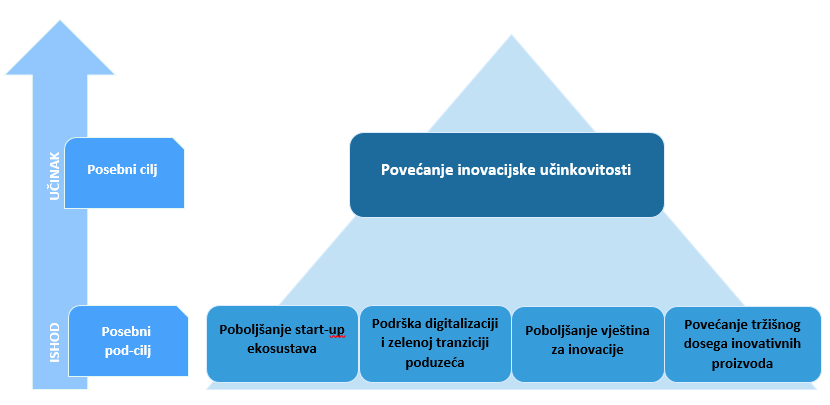 UČINAK
Posebni cilj
Povećanje inovacijske učinkovitosti
ISHOD
Posebni
pod-cilj
Poboljšanje start-up
ekosustava
Podrška digitalizaciji
i zelenoj tranziciji
poduzeća
Poboljšanje vještina
za inovacije
Povećanje tržišnog
dosega inovativnih
proizvoda